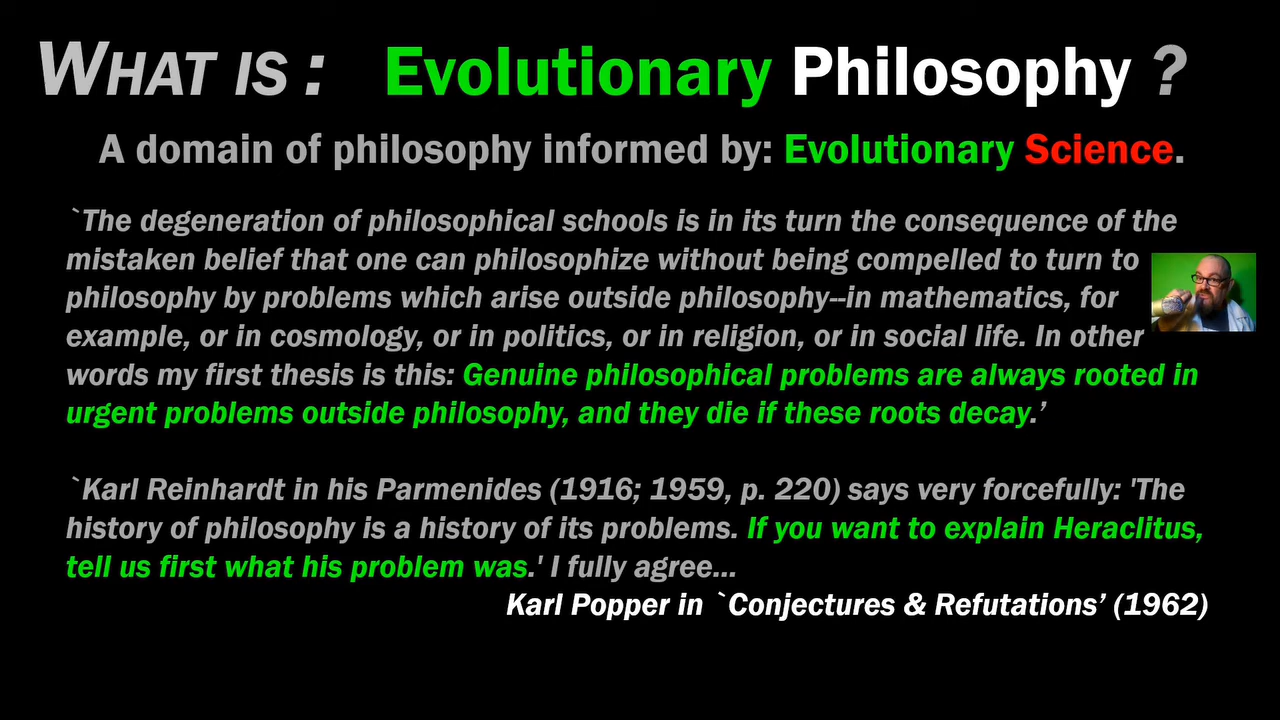 WHAT IS : Evolutionary Philosophy ?
A domain of philosophy informed by: Evolutionary Science.
`The degeneration of philosophical schools is in its turn the consequence of the
mistaken belief that one can philosophize without being compelled to turn to
philosophy by problems which arise outside philosophy--in mathematics, for
example, or in cosmology, or in politics, or in religion, or in social life. In other
words my first thesis is this: Genuine philosophical problems are always rooted in
urgent problems outside philosophy, and they die if these roots decay.’
`Karl Reinhardt in his Parmenides (1916; 1959, p. 220) says very forcefully: 'The
history of philosophy is a history of its problems. If you want to explain Heraclitus,
tell us first what his problem was.' I fully agree...
Karl Popper in `Conjectures & Refutations’ (1962)